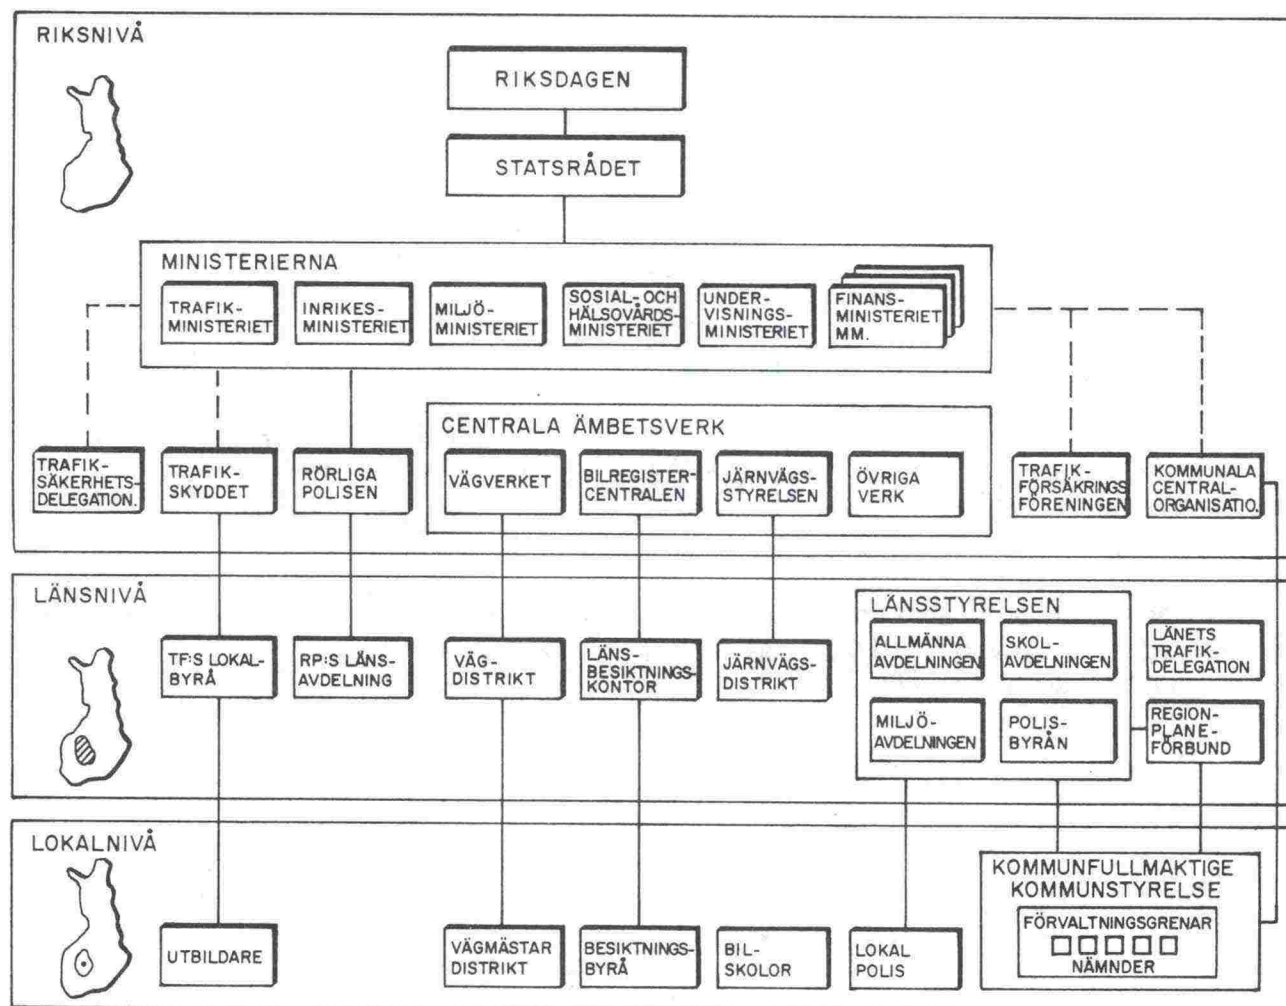 RIKSNIVÅ
RIKSDAGEN
STATSRÅDET
MINISTERIERNA
TRAFIK-
MINISTERIET
INRIKES-
MINISTERIET
MILJÖ-
MINISTERIET
SOSIAL- OCH
HÄLSOVÅRDS-
MINISTERIET
UNDER-
VISNINGS-
MINISTERIET
FINANS-
MINISTERIET
MM.
CENTRALA ÄMBETSVERK
TRAFIK-
SÄKERHETS-
DELEGATION.
TRAFIK-
SKYDDET
RÖRLIGA
POLISEN
VÄGVERKET
BILREGISTER-
CENTRALEN
JÄRNVÄGS-
STYRELSEN
ÖVRIGA
VERK
TRAFIK-
FÖRSÄKRINGS
FÖRENINGEN
KOMMUNALA
CENTRAL-
ORGANISATIO.
LÄNSNIVÅ
TF:S LOKAL-
BYRÅ
RP:S LÄNS-
AVDELNING
VÄG-
DISTRIKT
LÄNS-
BESIKTNINGS-
KONTOR
JÄRNVÄGS-
DISTRIKT
LÄNSSTYRELSEN
ALLMÄNNA
AVDELNINGEN
SKOL-
AVDELNINGEN
MILJÖ-
AVDELNINGEN
POLIS-
BYRÅN
LÄNETS
TRAFIK-
DELEGATION
REGION-
PLANE-
FÖRBUND
LOKALNIVÅ
UTBILDARE
VÄGMÄSTAR
DISTRIKT
BESIKTNINGS-
BYRÅ
BIL-
SKOLOR
LOKAL
POLIS
KOMMUNFULLMAKTIGE
KOMMUNSTYRELSE
FÖRVALTNINGSGRENAR
NÄMNDER